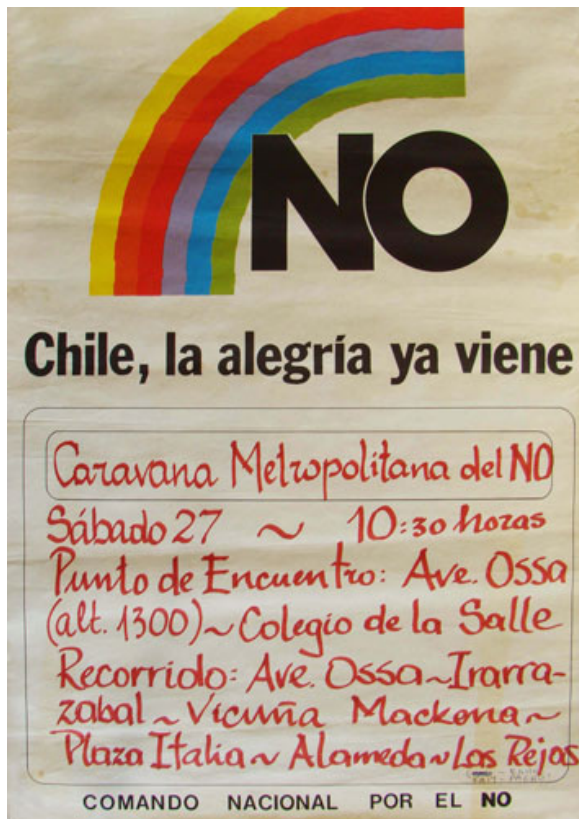 NO
Chile, la alegría ya viene
Caravana Metropolitana del NO
Sábado 27 ~ 10:30 horas
Punto de Encuentro: Ave. Ossa
(alt. 1300) ~ Colegio de la Salle
Recorrido: Ave. Ossa ~ Irarra-
zabal ~ Vicuña Mackena ~
Plaza Italia ~ Alameda ~ Las Rejas
COMANDO NACIONAL POR EL NO